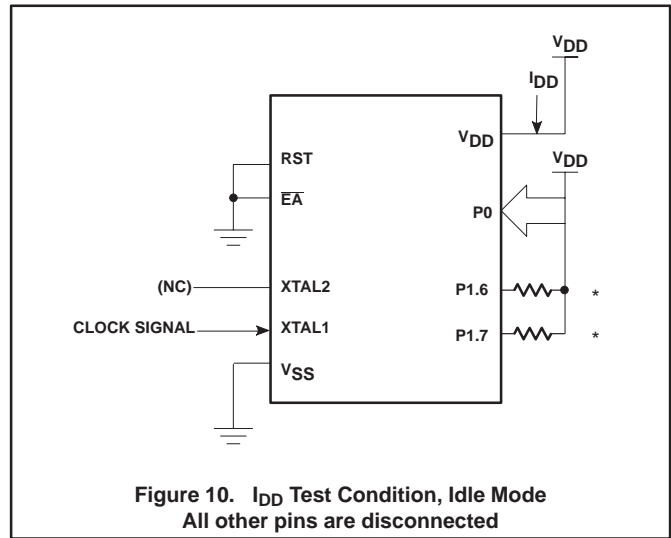 VDD
IDD
VDD
VDD
RST
EA
P0
(NC)
XTAL2
P1.6
*
CLOCK SIGNAL
XTAL1
P1.7
*
VSS
Figure 10. IDD Test Condition, Idle Mode
All other pins are disconnected